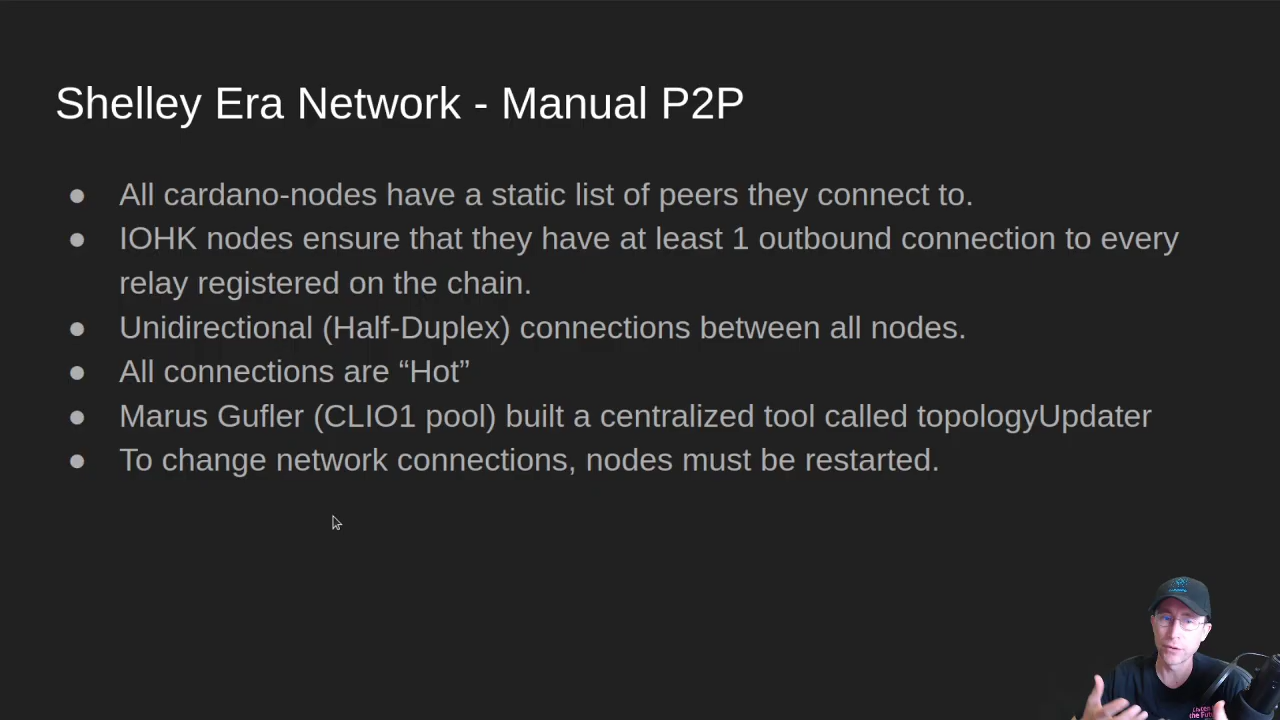 Shelley Era Network - Manual P2P
● All cardano-nodes have a static list of peers they connect to.
● IOHK nodes ensure that they have at least 1 outbound connection to every
relay registered on the chain.
● Unidirectional (Half-Duplex) connections between all nodes.
● All connections are “Hot”
● Marus Gufler (CLIO1 pool) built a centralized tool called topologyUpdater
● To change network connections, nodes must be restarted.
the Future